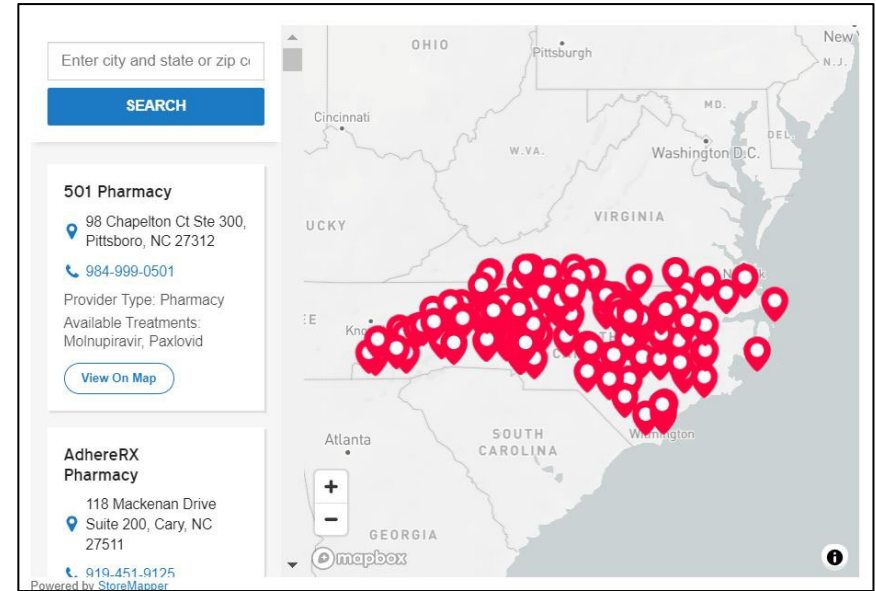 Enter city and state or zip c
SEARCH
501 Pharmacy
98 Chapelton Ct Ste 300,
Pittsboro, NC 27312
984-999-0501
Provider Type: Pharmacy
Available Treatments:
Molnupiravir, Paxlovid
View On Map
AdhereRX
Pharmacy
118 Mackenan Drive
Suite 200, Cary, NC
27511
919-451-9125
Powered by StoreMapper
OHIO
Pittsburgh
New
N.J.
Cincinnati
MD.
DEL.
W.VA.
Washington D.C.
UCKY
VIRGINIA
Wilmington
Atlanta
SOUTH
CAROLINA
GEORGIA
+
−
mapbox
i